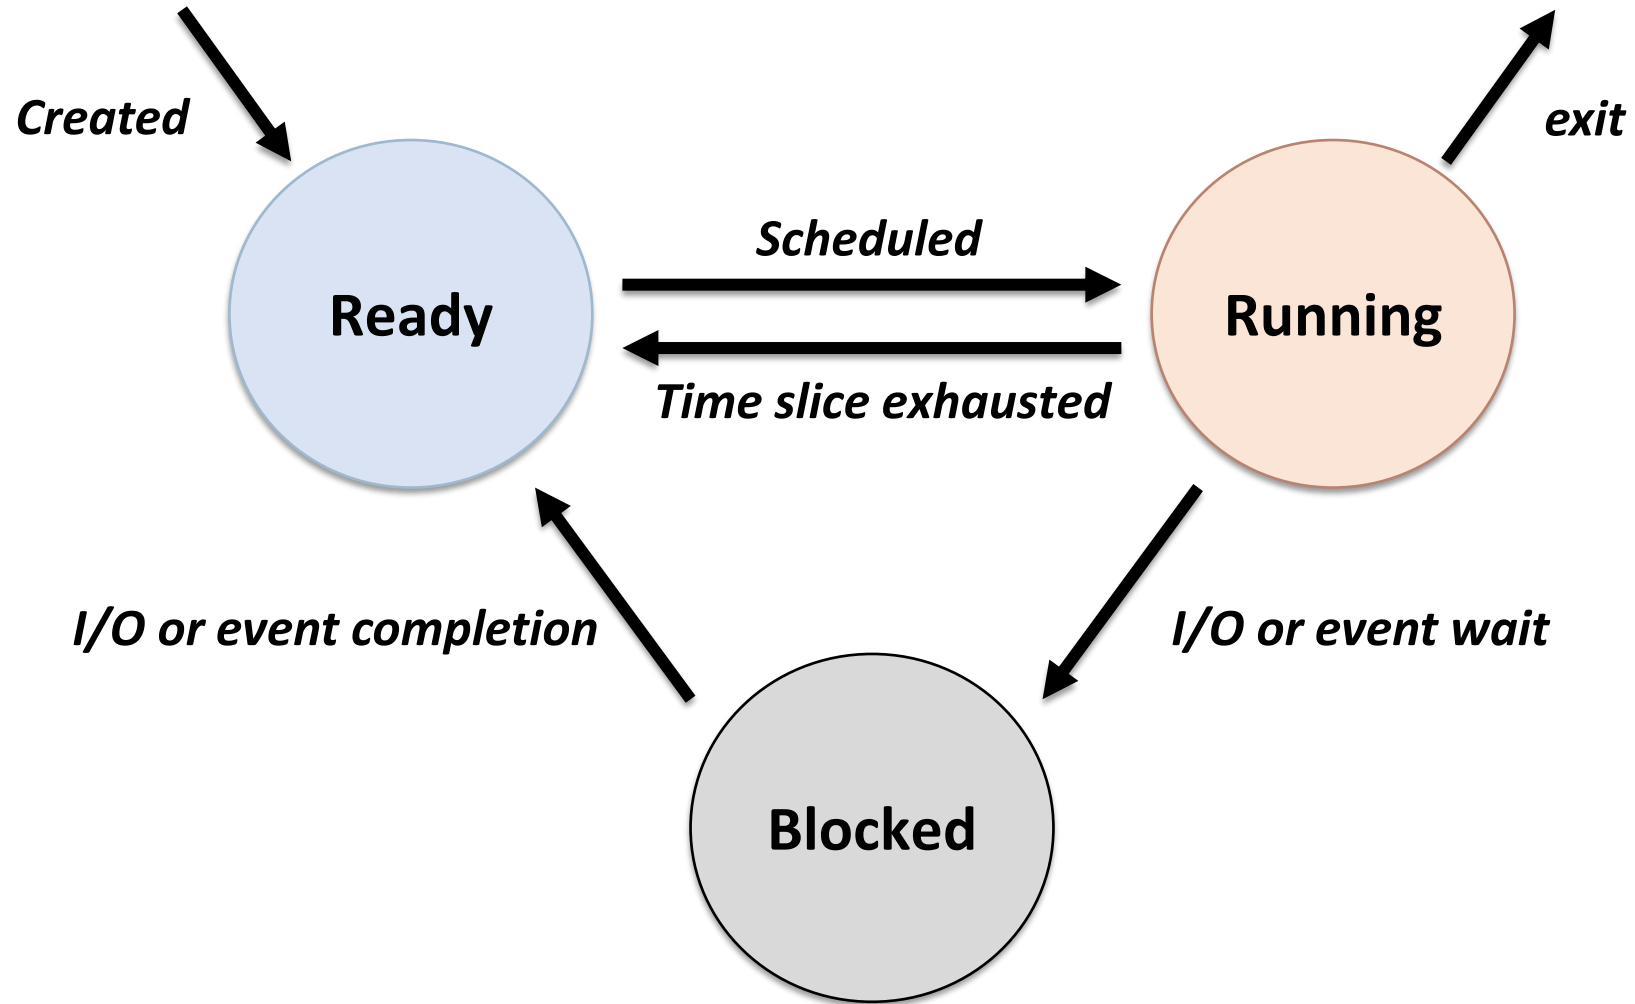 Created
exit
Scheduled
Ready
Running
Time slice exhausted
I/O or event completion
I/O or event wait
Blocked